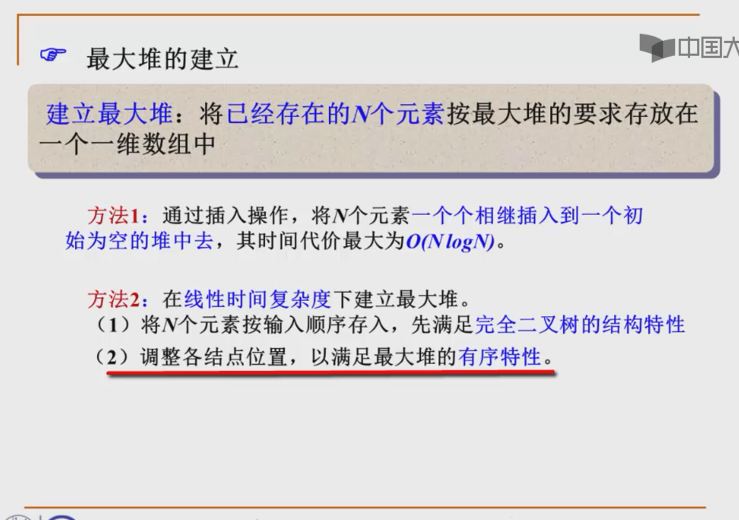 最大堆的建立
中国大
建立最大堆：将已经存在的N个元素按最大堆的要求存放在
一个一维数组中
方法1：通过插入操作，将N个元素一个个相继插入到一个初
始为空的堆中去，其时间代价最大为O(N logN)。
方法2：在线性时间复杂度下建立最大堆。
（1）将N个元素按输入顺序存入，先满足完全二叉树的结构特性
（2）调整各结点位置，以满足最大堆的有序特性。